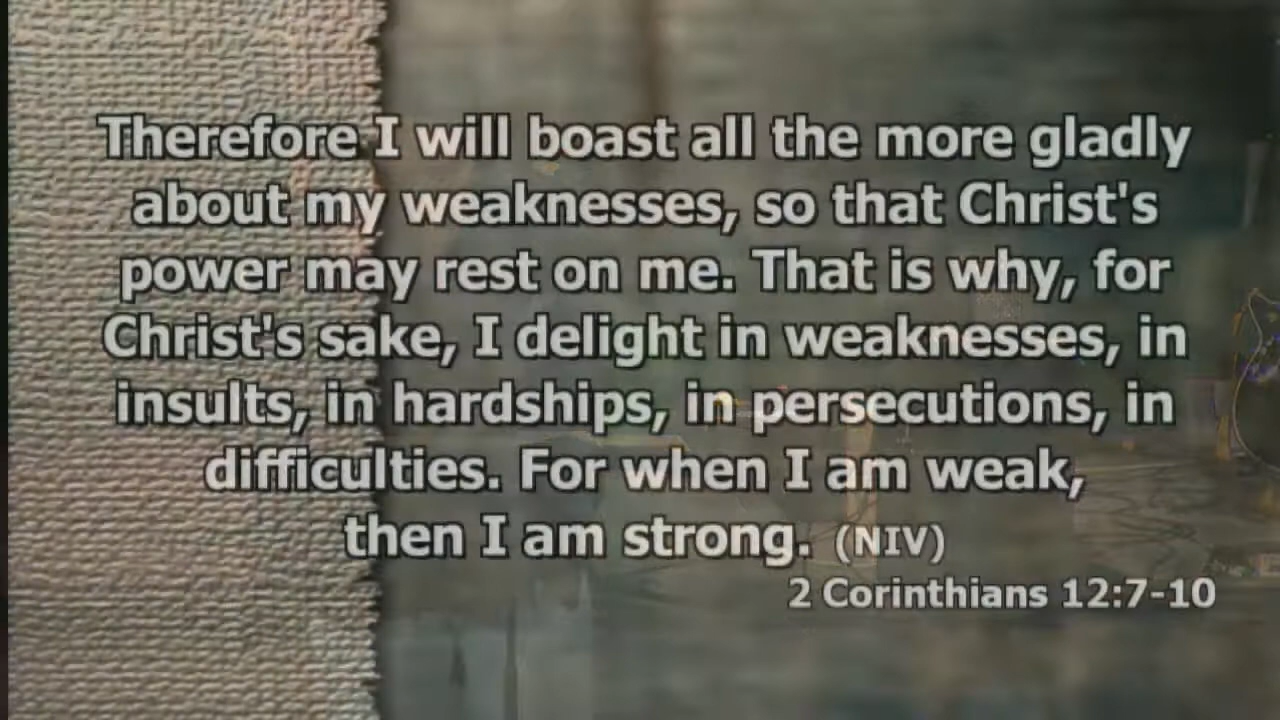 Therefore I will boast all the more gladly
about my weaknesses, so that Christ's
power may rest on me. That is why, for
Christ's sake, I delight in weaknesses, in
insults, in hardships, in persecutions, in
difficulties. For when I am weak,
then I am strong. (NIV)
2 Corinthians 12:7-10